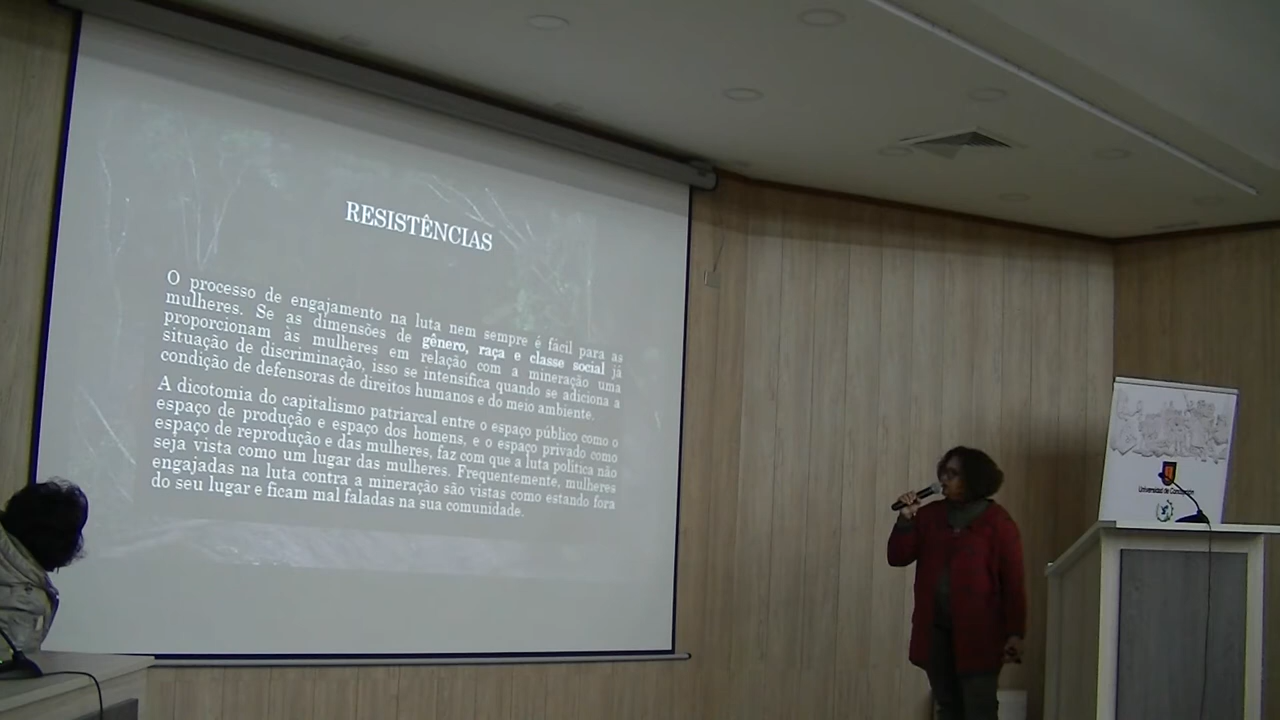 RESISTÊNCIAS
O processo de engajamento na luta nem sempre é fácil para as
mulheres. Se as dimensões de gênero, raça e classe social já
proporcionam às mulheres em relação com a mineração uma
situação de discriminação, isso se intensifica quando se adiciona a
condição de defensoras de direitos humanos e do meio ambiente.
A dicotomia do capitalismo patriarcal entre o espaço público como o
espaço de produção e espaço dos homens, e o espaço privado como
espaço de reprodução e das mulheres, faz com que a luta política não
seja vista como um lugar das mulheres. Frequentemente, mulheres
engajadas na luta contra a mineração são vistas como estando fora
do seu lugar e ficam mal faladas na sua comunidade.
Universidad de